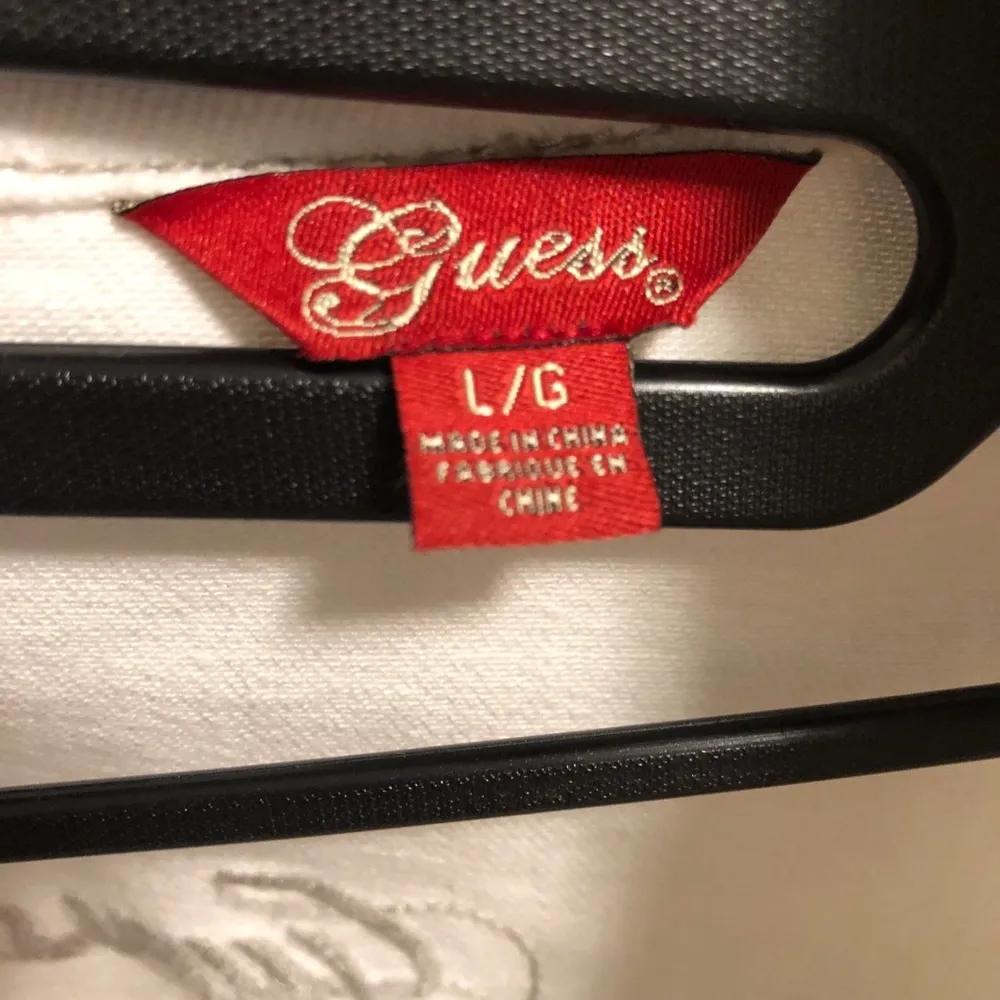 Guess®
L/G
MADE IN CHINA
FABRIQUE EN
CHINE